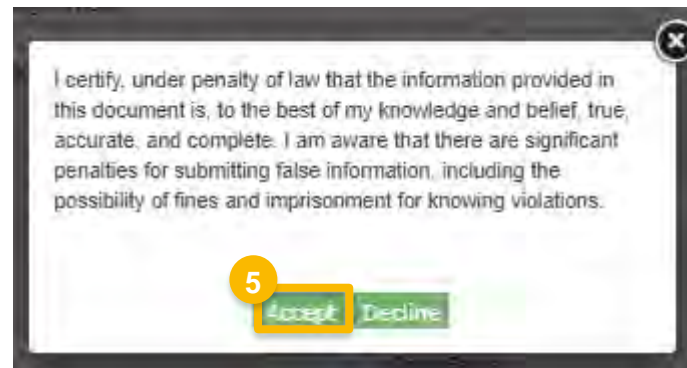 I certify, under penalty of law that the information provided in
this document is, to the best of my knowledge and belief, true,
accurate, and complete. I am aware that there are significant
penalties for submitting false information, including the
possibility of fines and imprisonment for knowing violations.
5
Accept Decline